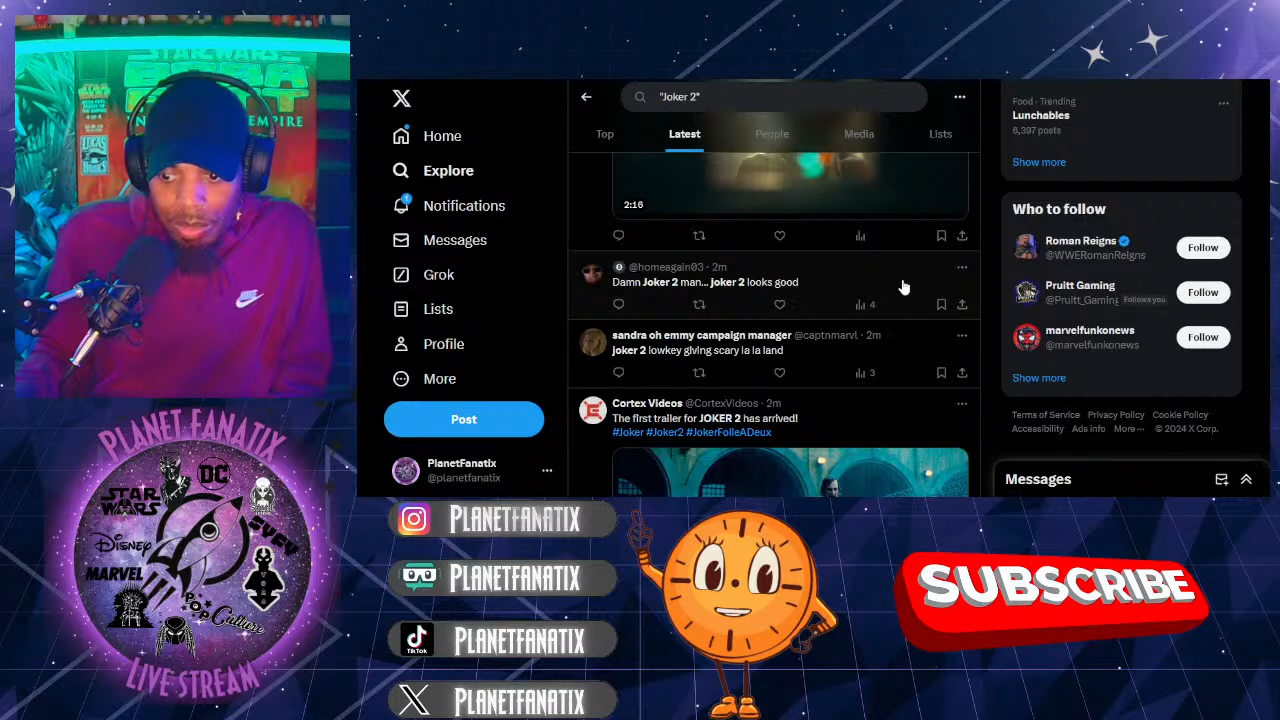 STAR WARS
EMPIRE
LUCAS
BOOKS
"Joker 2"
Top
Latest
People
Media
Lists
Home
Explore
Notifications
Messages
Grok
Lists
Profile
More
Post
PlanetFanatix
@planetfanatix
2:16
@homeagain03 · 2m
Damn Joker 2 man... joker 2 looks good
4
sandra oh emmy campaign manager @captnmarvl · 2m
joker 2 lowkey giving scary la la land
3
Cortex Videos @CortexVideos · 2m
The first trailer for JOKER 2 has arrived!
#Joker #Joker2 #JokerFolleADeux
Food · Trending
Lunchables
6,397 posts
Show more
Who to follow
Roman Reigns
@WWERomanReigns
Follow
Pruitt Gaming
@Pruitt_Gaming Follows you
Follow
marvelfunkonews
@marvelfunkonews
Follow
Show more
Terms of Service Privacy Policy Cookie Policy
Accessibility Ads info More ··· © 2024 X Corp.
Messages
PLANET FANATIX
DC
STAR WARS
Disney
MARVEL
POP Culture
LIVE STREAM
PLANETFANATIX
PLANETFANATIX
TikTok
PLANETFANATIX
PLANETFANATIX
SUBSCRIBE